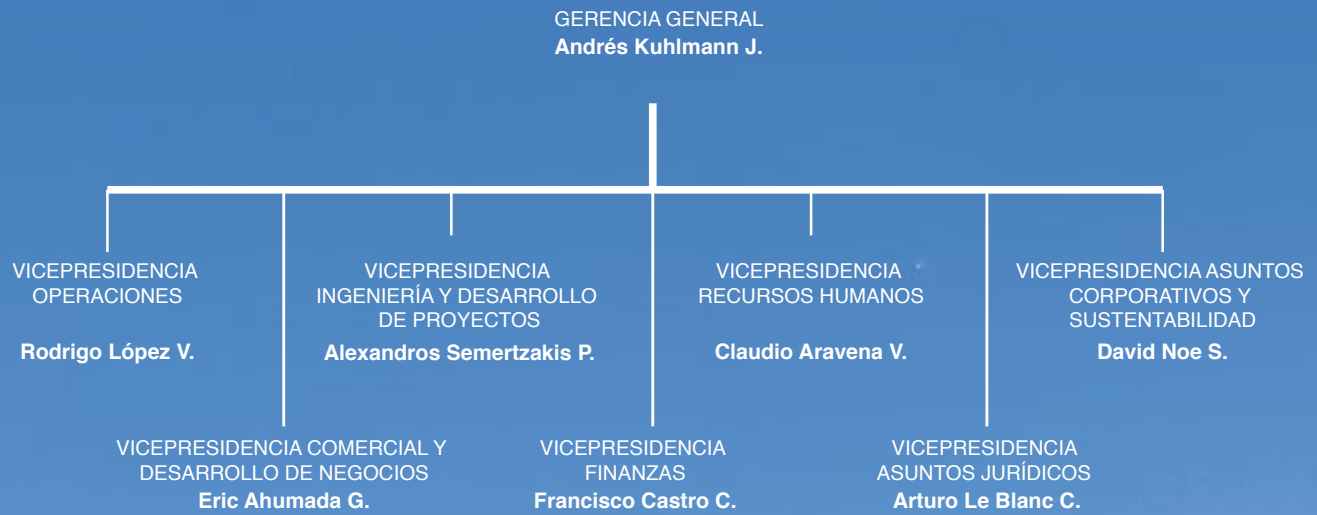 GERENCIA GENERAL
Andrés Kuhlmann J.
VICEPRESIDENCIA
OPERACIONES
Rodrigo López V.
VICEPRESIDENCIA
INGENIERÍA Y DESARROLLO
DE PROYECTOS
Alexandros Semertzakis P.
VICEPRESIDENCIA
RECURSOS HUMANOS
Claudio Aravena V.
VICEPRESIDENCIA ASUNTOS
CORPORATIVOS Y
SUSTENTABILIDAD
David Noe S.
VICEPRESIDENCIA COMERCIAL Y
DESARROLLO DE NEGOCIOS
Eric Ahumada G.
VICEPRESIDENCIA
FINANZAS
Francisco Castro C.
VICEPRESIDENCIA
ASUNTOS JURÍDICOS
Arturo Le Blanc C.